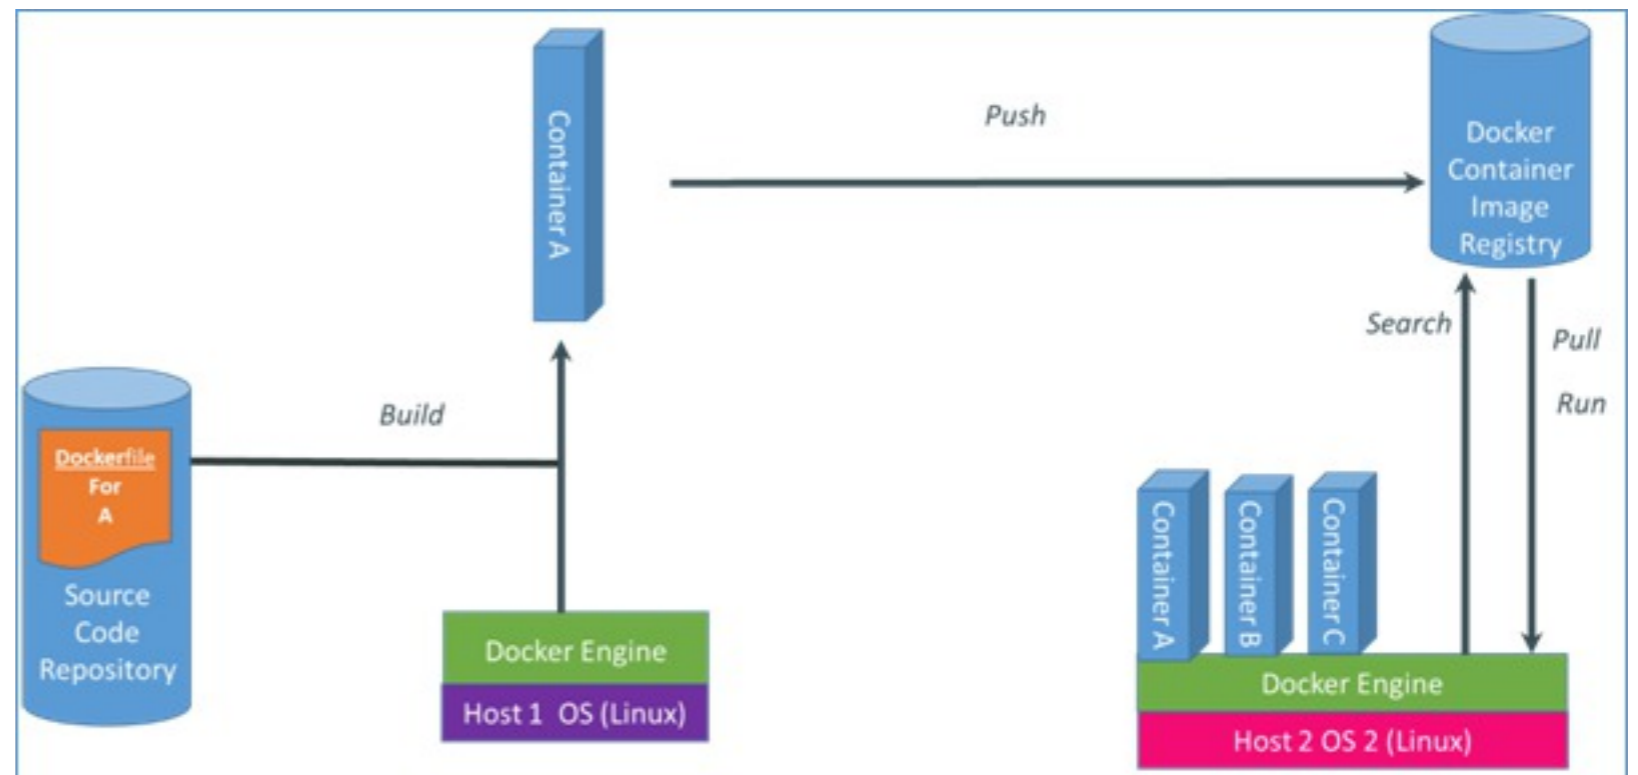 Container A
Push
Docker
Container
Image
Registry
Search
Pull
Run
Build
Dockerfile
For
A
Source
Code
Repository
Docker Engine
Host 1  OS (Linux)
Container A
Container B
Container C
Docker Engine
Host 2 OS 2 (Linux)